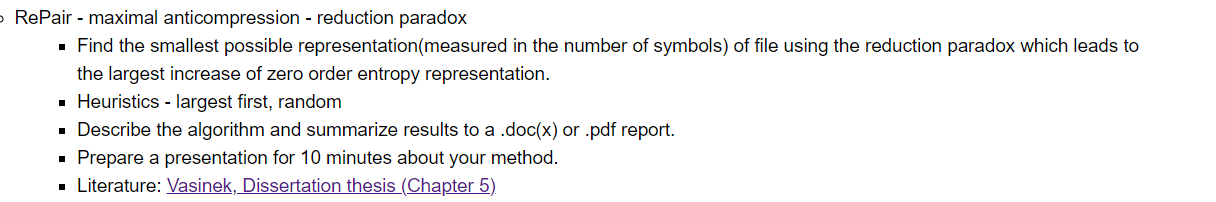 RePair - maximal anticompression - reduction paradox
Find the smallest possible representation(measured in the number of symbols) of file using the reduction paradox which leads to
the largest increase of zero order entropy representation.
Heuristics - largest first, random
Describe the algorithm and summarize results to a .doc(x) or .pdf report.
Prepare a presentation for 10 minutes about your method.
Literature: Vasinek, Dissertation thesis (Chapter 5)